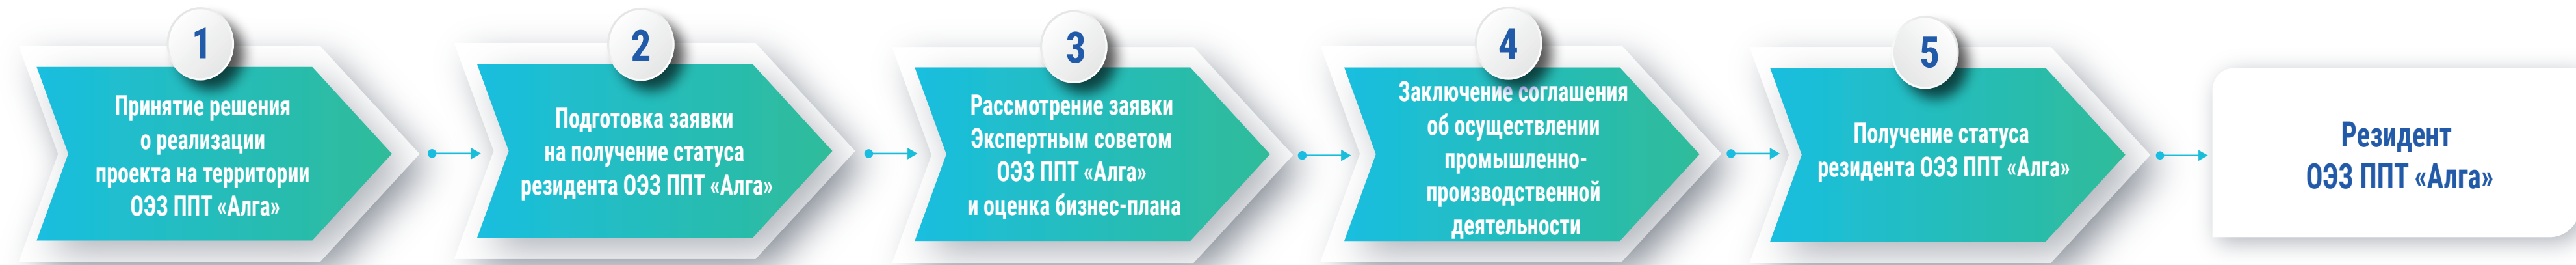 1
Принятие решения
о реализации
проекта на территории
ОЭЗ ППТ «Алга»
2
Подготовка заявки
на получение статуса
резидента ОЭЗ ППТ «Алга»
3
Рассмотрение заявки
Экспертным советом
ОЭЗ ППТ «Алга»
и оценка бизнес-плана
4
Заключение соглашения
об осуществлении
промышленно-
производственной
деятельности
5
Получение статуса
резидента ОЭЗ ППТ «Алга»
Резидент
ОЭЗ ППТ «Алга»